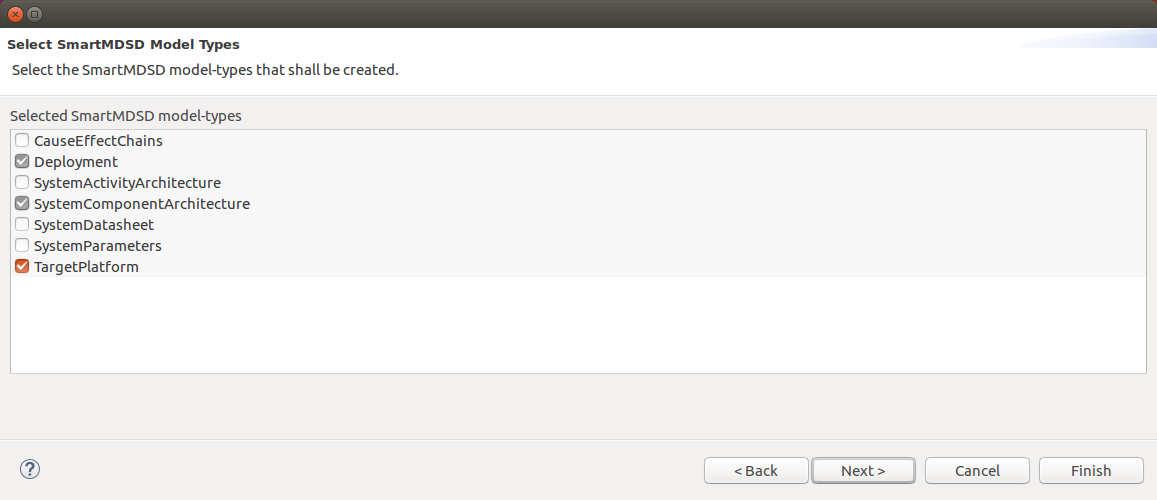 Select SmartMDSD Model Types
Select the SmartMDSD model-types that shall be created.
Selected SmartMDSD model-types
CauseEffectChains
Deployment
SystemActivityArchitecture
SystemComponentArchitecture
SystemDatasheet
SystemParameters
TargetPlatform
?
< Back
Next >
Cancel
Finish